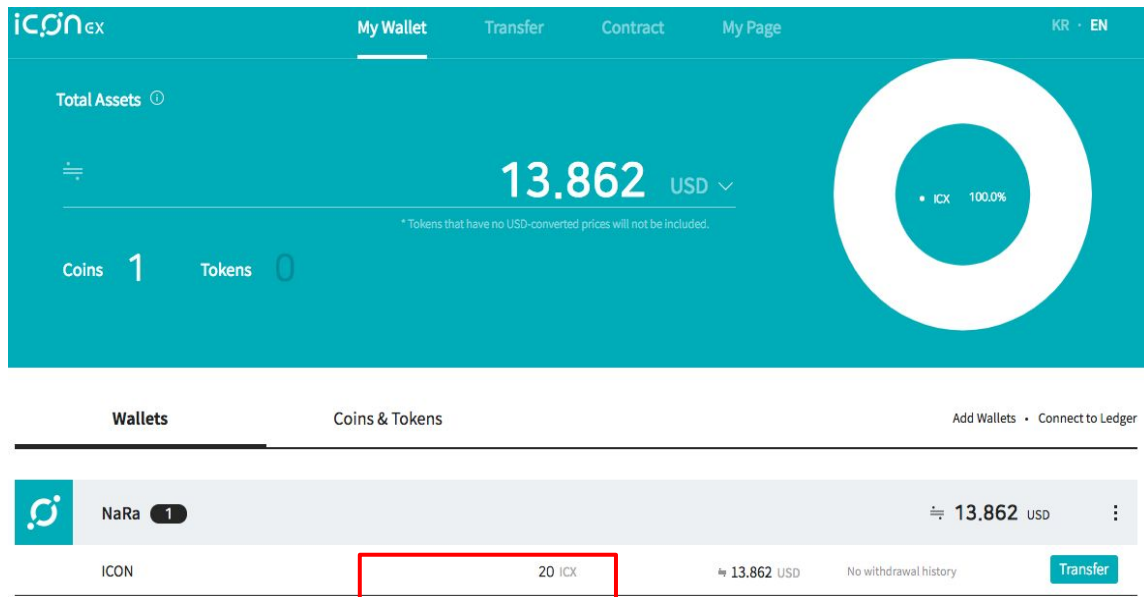 icon ex My Wallet Transfer Contract My Page KR · EN
Total Assets ⓘ
≒ 13.862 USD
• ICX 100.0%
* Tokens that have no USD-converted prices will not be included.
Coins 1 Tokens 0
Wallets Coins & Tokens Add Wallets • Connect to Ledger
NaRa 1 ≒ 13.862 USD
ICON 20 ICX ≒ 13.862 USD No withdrawal history Transfer